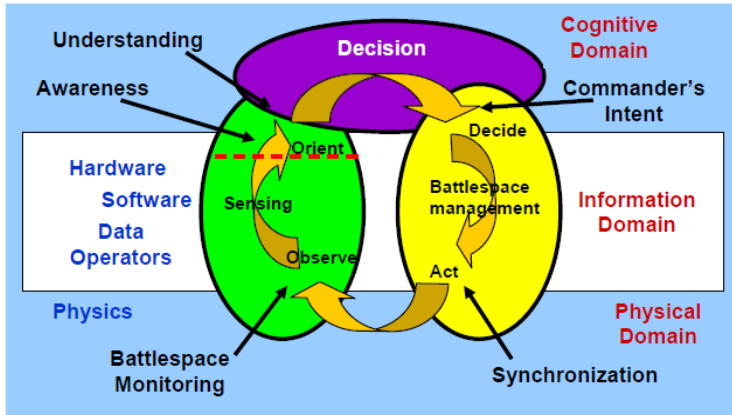 Understanding
Decision
Cognitive
Domain
Awareness
Commander's
Intent
Decide
Orient
Hardware
Software
Data
Operators
Sensing
Battlespace
management
Information
Domain
Observe
Act
Physics
Physical
Domain
Battlespace
Monitoring
Synchronization